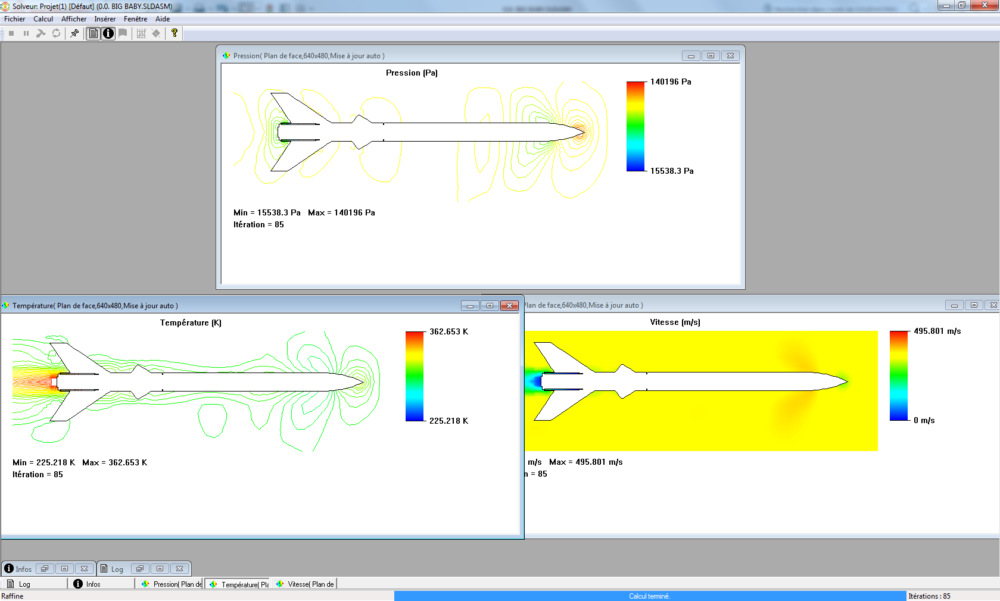 Solveur: Projet(1) [Défaut] (0.0. BIG BABY.SLDASM)
Fichier Calcul Afficher Insérer Fenêtre Aide
Pression( Plan de face,640x480,Mise à jour auto )
Pression (Pa)
140196 Pa
15538.3 Pa
Min = 15538.3 Pa Max = 140196 Pa
Itération = 85
Température( Plan de face,640x480,Mise à jour auto )
Température (K)
362.653 K
225.218 K
Min = 225.218 K Max = 362.653 K
Itération = 85
Plan de face,640x480,Mise à jour auto )
Vitesse (m/s)
495.801 m/s
0 m/s
m/s Max = 495.801 m/s
n = 85
Infos
Log
Log
Infos
Pression( Plan de
Température( Pla
Vitesse( Plan de
Raffine
Calcul terminé.
Itérations : 85